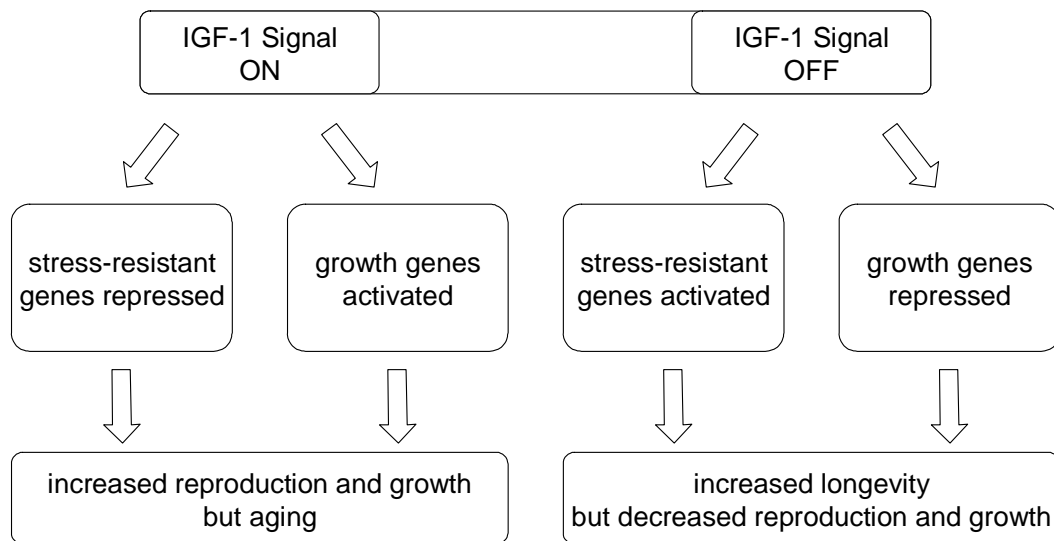 IGF-1 Signal
ON
IGF-1 Signal
OFF
stress-resistant
genes repressed
growth genes
activated
stress-resistant
genes activated
growth genes
repressed
increased reproduction and growth
but aging
increased longevity
but decreased reproduction and growth